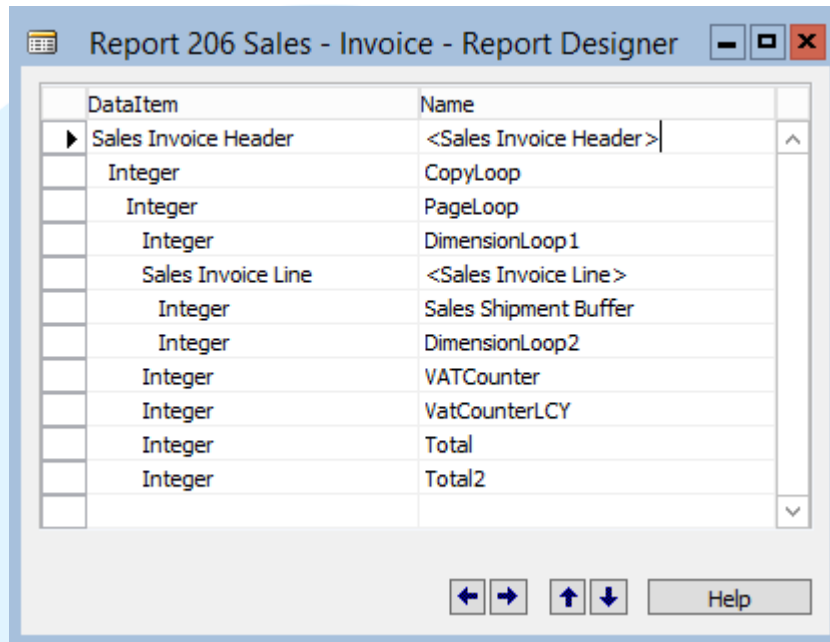 Report 206 Sales - Invoice - Report Designer
DataItem Name
Sales Invoice Header <Sales Invoice Header>
Integer CopyLoop
Integer PageLoop
Integer DimensionLoop1
Sales Invoice Line <Sales Invoice Line>
Integer Sales Shipment Buffer
Integer DimensionLoop2
Integer VATCounter
Integer VatCounterLCY
Integer Total
Integer Total2
Help